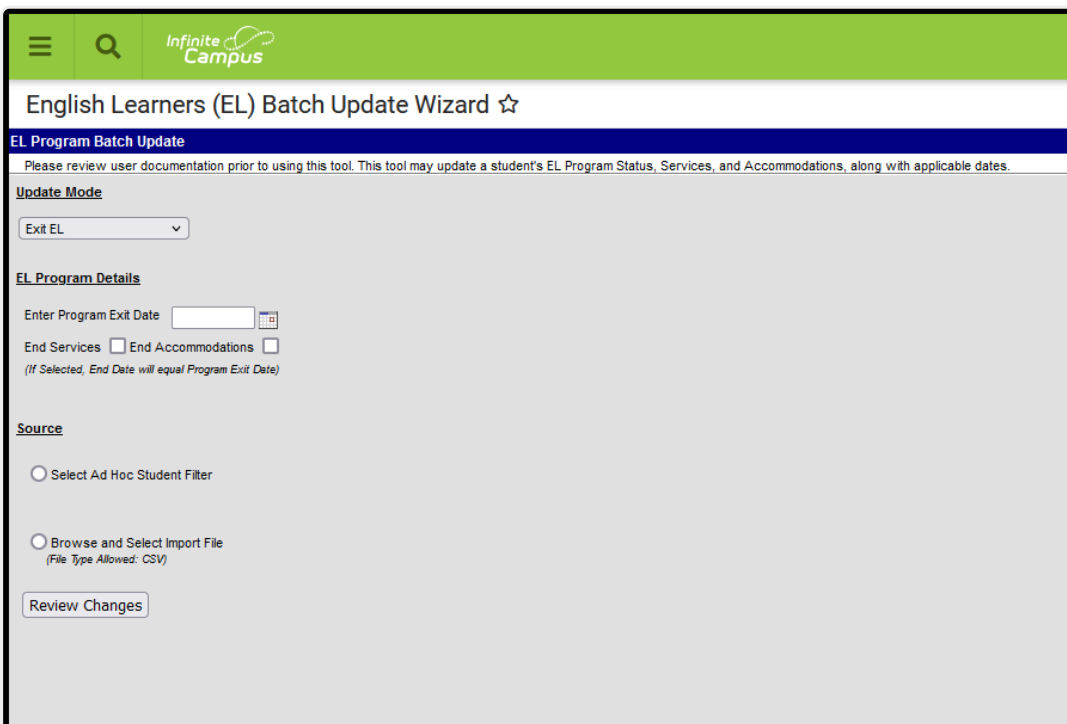 Infinite
Campus
English Learners (EL) Batch Update Wizard
EL Program Batch Update
Please review user documentation prior to using this tool. This tool may update a student's EL Program Status, Services, and Accommodations, along with applicable dates.
Update Mode
Exit EL
EL Program Details
Enter Program Exit Date
End Services End Accommodations
(If Selected, End Date will equal Program Exit Date)
Source
Select Ad Hoc Student Filter
Browse and Select Import File
(File Type Allowed: CSV)
Review Changes